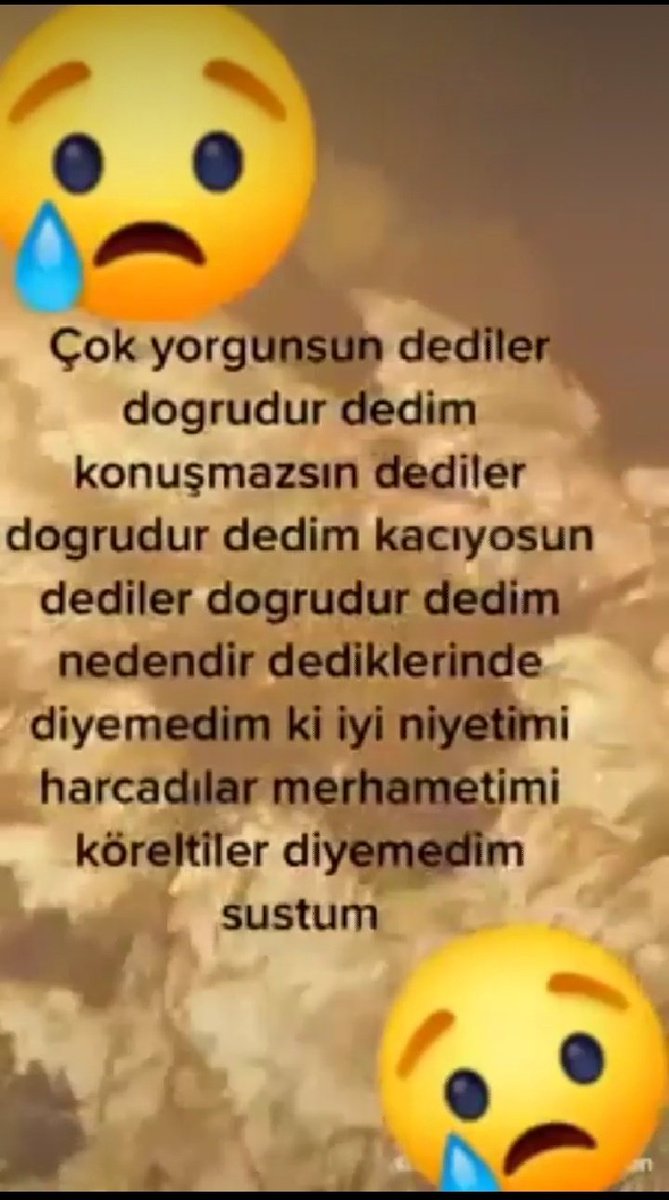 Çok yorgunsun dediler
dogrudur dedim
konuşmazsın dediler
dogrudur dedim kacıyosun
dediler dogrudur dedim
nedendir dediklerinde
diyemedim ki iyi niyetimi
harcadılar merhametimi
köreltiler diyemedim
sustum